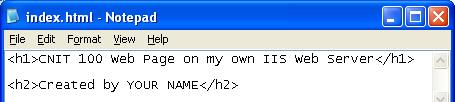 index.html - Notepad
File Edit Format View Help
<h1>CNIT 100 Web Page on my own IIS Web Server</h1>
<h2>Created by YOUR NAME</h2>